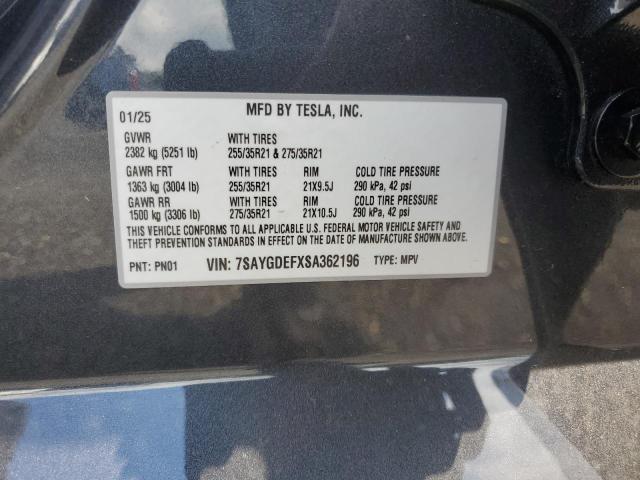 01/25 MFD BY TESLA, INC.
GVWR WITH TIRES
2382 kg (5251 lb) 255/35R21 & 275/35R21
GAWR FRT WITH TIRES RIM COLD TIRE PRESSURE
1363 kg (3004 lb) 255/35R21 21X9.5J 290 kPa, 42 psi
GAWR RR WITH TIRES RIM COLD TIRE PRESSURE
1500 kg (3306 lb) 275/35R21 21X10.5J 290 kPa, 42 psi
THIS VEHICLE CONFORMS TO ALL APPLICABLE U.S. FEDERAL MOTOR VEHICLE SAFETY AND
THEFT PREVENTION STANDARDS IN EFFECT ON THE DATE OF MANUFACTURE SHOWN ABOVE.
PNT: PN01 VIN: 7SAYGDEFXSA362196 TYPE: MPV